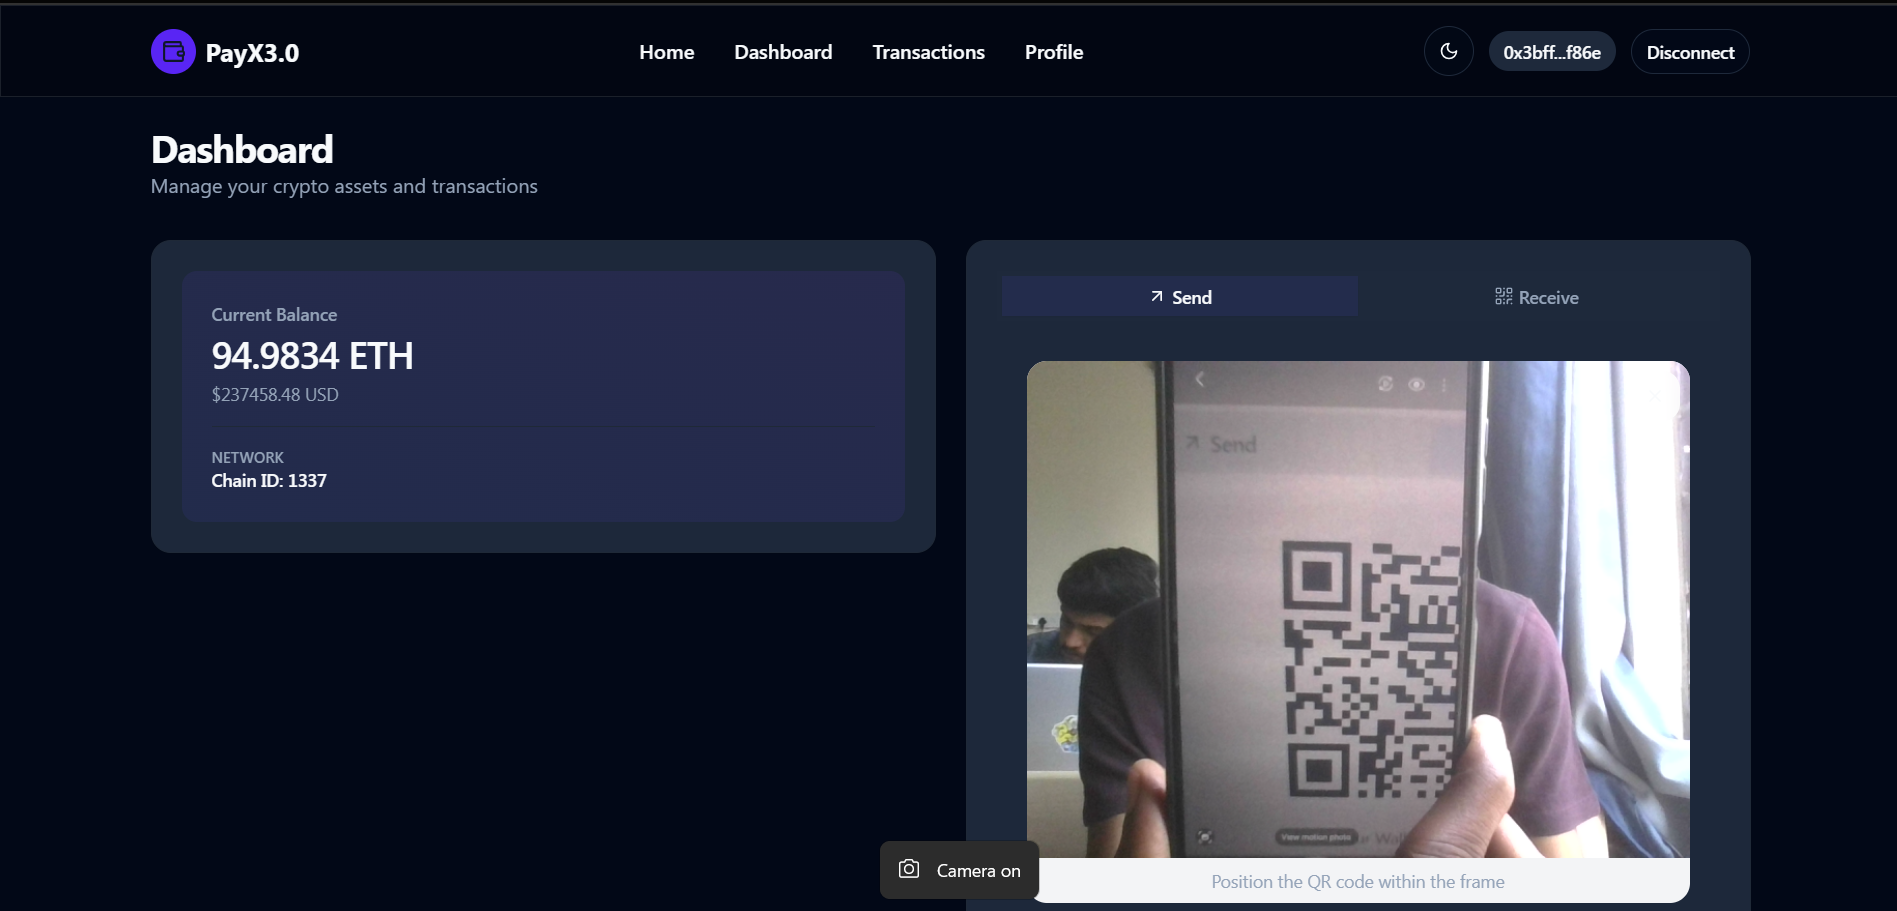 PayX3.0
Home Dashboard Transactions Profile
0x3bff...f86e
Disconnect
Dashboard
Manage your crypto assets and transactions
Current Balance
94.9834 ETH
$237458.48 USD
NETWORK
Chain ID: 1337
Send
Receive
Send
View motion photo
Camera on
Position the QR code within the frame